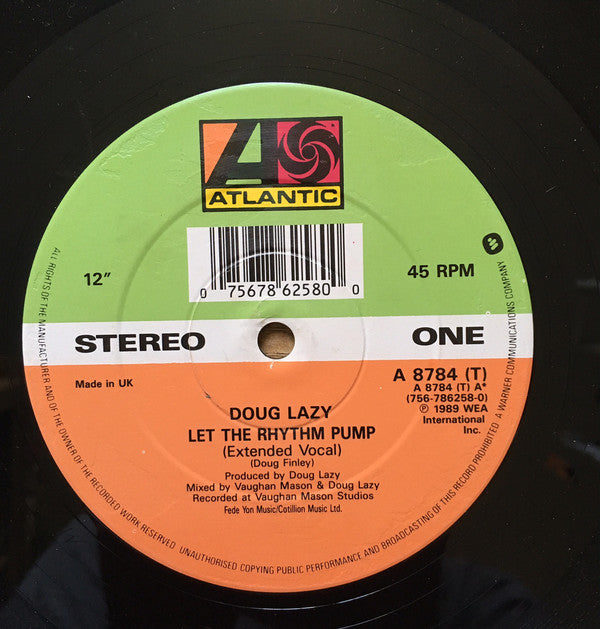 ATLANTIC
0 75678 62580 0
12"
45 RPM
STEREO
ONE
Made in UK
A 8784 (T)
A 8784 (T) A*
(756-786258-0)
℗ 1989 WEA
International
Inc.
DOUG LAZY
LET THE RHYTHM PUMP
(Extended Vocal)
(Doug Finley)
Produced by Doug Lazy
Mixed by Vaughan Mason & Doug Lazy
Recorded at Vaughan Mason Studios
Fede Yon Music/Cotillion Music Ltd.
ALL RIGHTS OF THE MANUFACTURER AND OF THE OWNER OF THE RECORDED WORK RESERVED. UNAUTHORISED COPYING PUBLIC PERFORMANCE AND BROADCASTING OF THIS RECORD PROHIBITED. A WARNER COMMUNICATIONS COMPANY